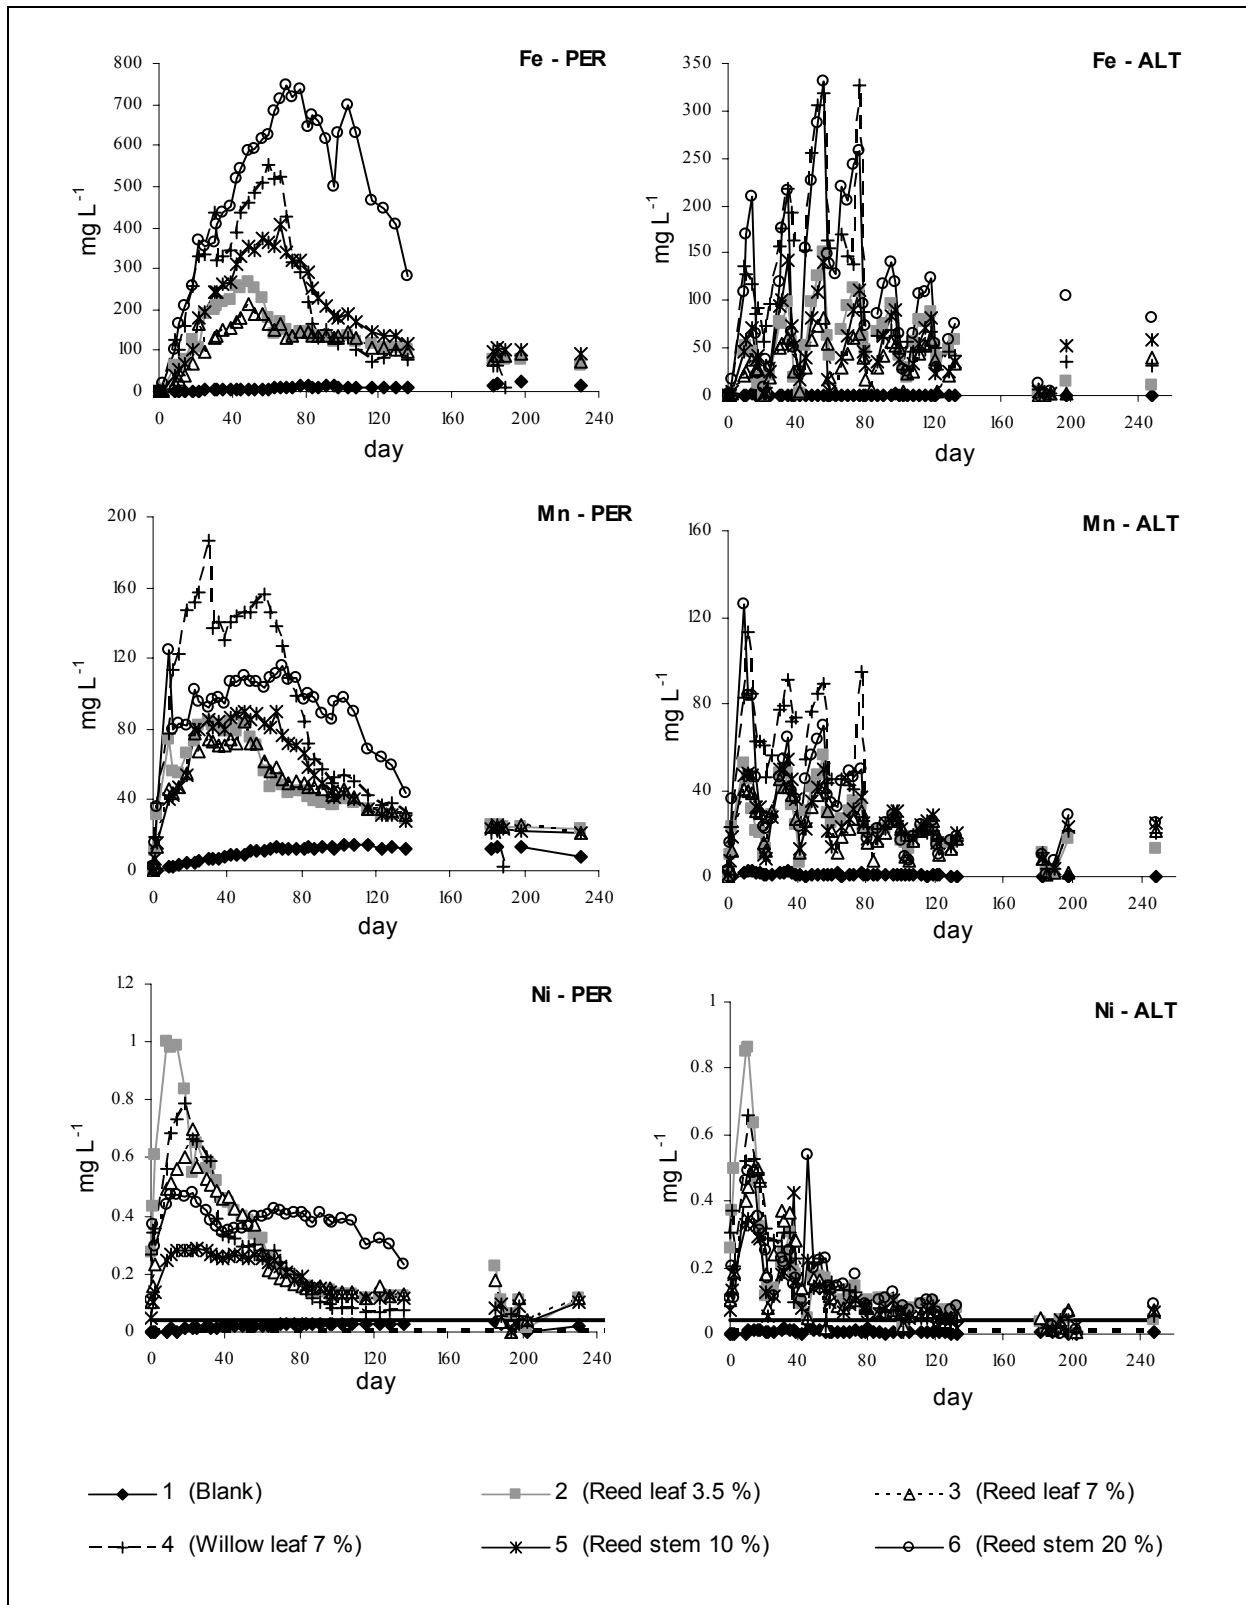 Fe - PER
800
700
600
500
400
300
200
100
0
mg L-1
0 40 80 120 160 200 240
day
Fe - ALT
350
300
250
200
150
100
50
0
mg L-1
0 40 80 120 160 200 240
day
Mn - PER
200
160
120
80
40
0
mg L-1
0 40 80 120 160 200 240
day
Mn - ALT
160
120
80
40
0
mg L-1
0 40 80 120 160 200 240
day
Ni - PER
1.2
1
0.8
0.6
0.4
0.2
0
mg L-1
0 40 80 120 160 200 240
day
Ni - ALT
1
0.8
0.6
0.4
0.2
0
mg L-1
0 40 80 120 160 200 240
day
1 (Blank)
2 (Reed leaf 3.5 %)
3 (Reed leaf 7 %)
4 (Willow leaf 7 %)
5 (Reed stem 10 %)
6 (Reed stem 20 %)